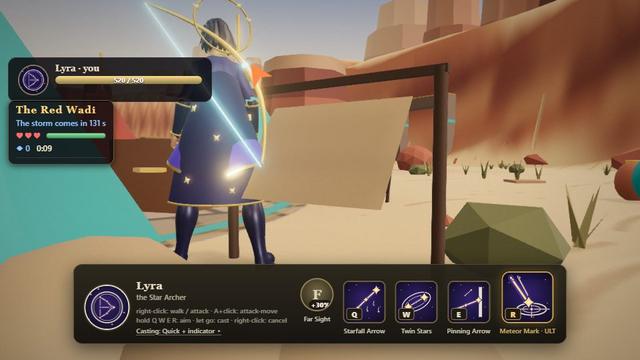 Lyra · you
520 / 520
The Red Wadi
The storm comes in 131 s
0 0:09
Lyra
the Star Archer
right-click: walk / attack · A+click: attack-move
hold Q W E R: aim · let go: cast · right-click: cancel
Casting: Quick + indicator
F
+30%
Far Sight
Q
Starfall Arrow
W
Twin Stars
E
Pinning Arrow
R
Meteor Mark · ULT